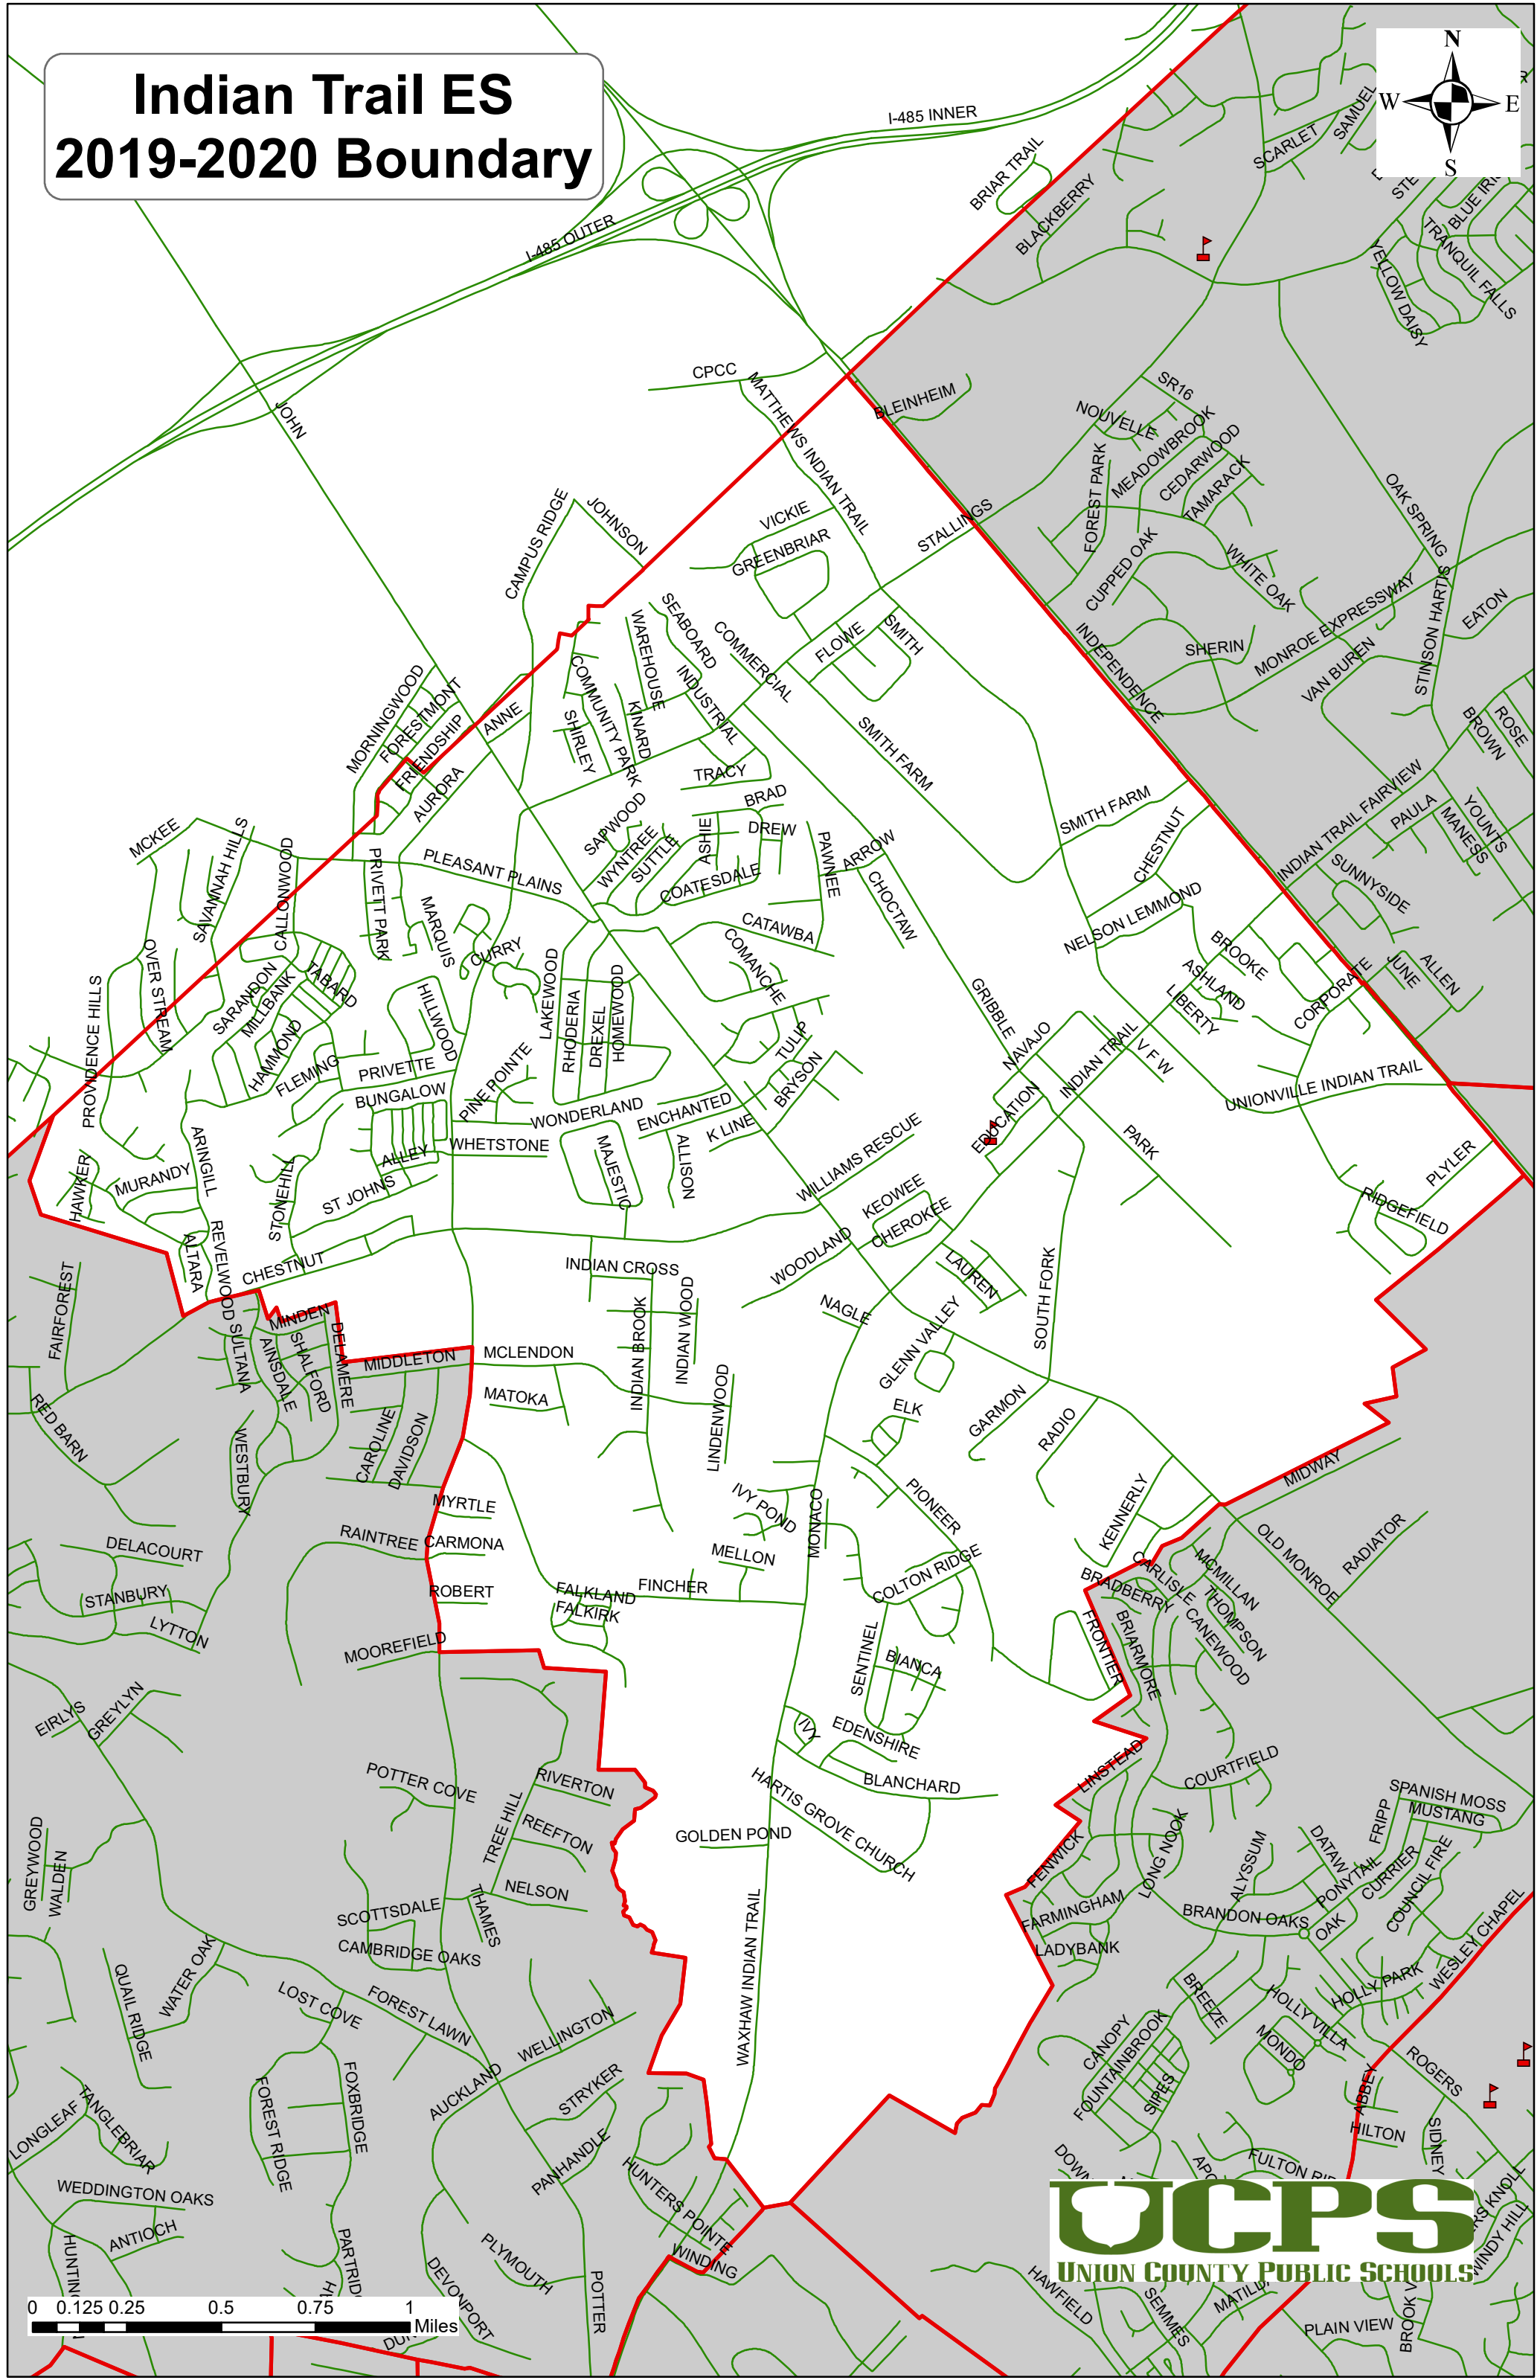 Indian Trail ES
2019-2020 Boundary
N
W
E
S
I-485 INNER
I-485 OUTER
BRIAR TRAIL
BLACKBERRY
SCARLET
SAMUEL
BLUE IRIS
TRANQUIL FALLS
YELLOW DAISY
JOHN
CPCC
MATTHEWS INDIAN TRAIL
BLEINHEIM
SR16
NOUVELLE
MEADOWBROOK
CEDARWOOD
TAMARACK
FOREST PARK
CUPPED OAK
WHITE OAK
OAK SPRING
STALLINGS
VICKIE
GREENBRIAR
CAMPUS RIDGE
JOHNSON
SEABOARD
WAREHOUSE
COMMERCIAL
FLOWE
SMITH
INDUSTRIAL
COMMUNITY PARK
KINARD
SHIRLEY
INDEPENDENCE
SHERIN
MONROE EXPRESSWAY
VAN BUREN
STINSON HARTIS
EATON
BROWN
ROSE
MORNINGWOOD
FORESTMONT
FRIENDSHIP
ANNE
AURORA
TRACY
SMITH FARM
BRAD
DREW
ASHIE
SAPWOOD
WYNTREE
SUTTLE
COATESDALE
PAWNEE
ARROW
CHOCTAW
CATAWBA
COMANCHE
SMITH FARM
CHESTNUT
NELSON LEMMOND
INDIAN TRAIL FAIRVIEW
PAULA
YOUNTS
MANESS
SUNNYSIDE
MCKEE
SAVANNAH HILLS
CALLONWOOD
PRIVETT PARK
PLEASANT PLAINS
MARQUIS
CURRY
LAKEWOOD
RHODERIA
DREXEL
HOMEWOOD
OVER STREAM
PROVIDENCE HILLS
SARANDON
MILLBANK
TABARD
HAMMOND
FLEMING
HILLWOOD
PRIVETTE
BUNGALOW
PINE POINTE
WONDERLAND
ENCHANTED
K LINE
TULIP
BRYSON
GRIBBLE
NAVAJO
INDIAN TRAIL
V F W
BROOKE
ASHLAND
LIBERTY
CORPORATE
JUNE
ALLEN
UNIONVILLE INDIAN TRAIL
EDUCATION
PARK
PLYLER
RIDGEFIELD
WHETSTONE
ALLEY
MAJESTIC
ALLISON
WILLIAMS RESCUE
KEOWEE
CHEROKEE
WOODLAND
LAUREN
SOUTH FORK
HAWKER
MURANDY
ARINGILL
STONEHILL
ST JOHNS
REVELWOOD
ALTARA
CHESTNUT
INDIAN CROSS
INDIAN BROOK
INDIAN WOOD
NAGLE
GLENN VALLEY
FAIRFOREST
MINDEN
SULTANA
AINSDALE
SHALFORD
DELAMERE
MIDDLETON
MCLENDON
MATOKA
LINDENWOOD
ELK
GARMON
RADIO
RED BARN
WESTBURY
CAROLINE
DAVIDSON
MYRTLE
CARMONA
ROBERT
RAINTREE
MOOREFIELD
IVY POND
MONACO
MELLON
FINCHER
FALKLAND
FALKIRK
PIONEER
COLTON RIDGE
KENNERLY
MIDWAY
OLD MONROE
RADIATOR
DELACOURT
STANBURY
LYTTON
SENTINEL
BIANCA
FRONTIER
BRADBERRY
CARLISLE
MCMILLAN
THOMPSON
CANEWOOD
BRIARMORE
EIRLYS
GREYLYN
IVY
EDENSHIRE
BLANCHARD
HARTIS GROVE CHURCH
GOLDEN POND
LINSTEAD
COURTFIELD
POTTER COVE
RIVERTON
TREE HILL
REEFTON
NELSON
THAMES
SCOTTSDALE
CAMBRIDGE OAKS
GREYWOOD
WALDEN
FENWICK
LONG NOOK
FARMINGHAM
LADYBANK
ALYSSUM
DATAW
FRIPP
SPANISH MOSS
MUSTANG
PONYTAIL
CURRIER
COUNCIL FIRE
BRANDON OAKS
OAK
WESLEY CHAPEL
QUAIL RIDGE
WATER OAK
LOST COVE
FOREST LAWN
WAXHAW INDIAN TRAIL
WELLINGTON
AUCKLAND
STRYKER
PANHANDLE
BREEZE
HOLLY PARK
HOLLY VILLA
MONDO
CANOPY
FOUNTAINBROOK
SIPES
ABBEY
HILTON
ROGERS
SIDNEY
LONGLEAF
TANGLEBRIAR
FOREST RIDGE
FOXBRIDGE
WEDDINGTON OAKS
ANTIOCH
HUNTERS POINTE
WINDING
PLYMOUTH
DEVONPORT
POTTER
UCPS
UNION COUNTY PUBLIC SCHOOLS
WINDY HILL
HAWFIELD
SEMMES
PLAIN VIEW
0 0.125 0.25 0.5 0.75 1
Miles